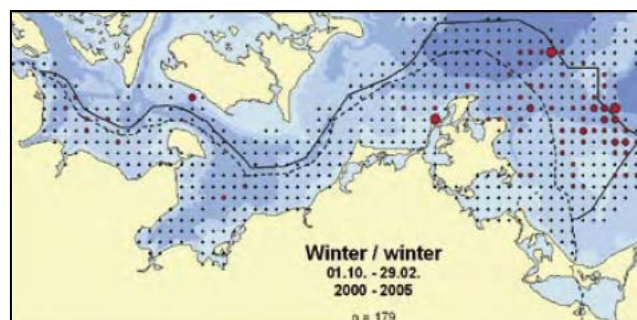 Winter / winter
01.10. - 29.02.
2000 - 2005
n = 179